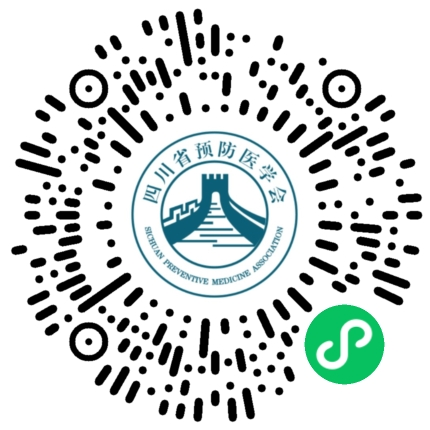 四川省预防医学会
SICHUAN PREVENTIVE MEDICINE ASSOCIATION